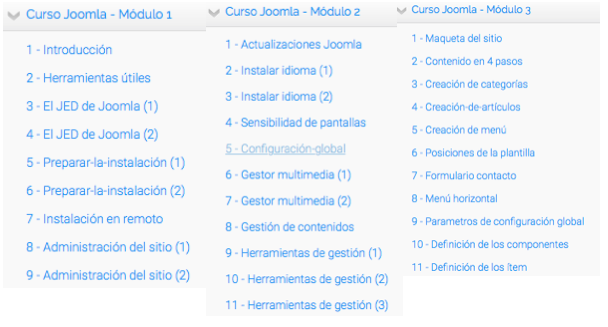 Curso Joomla - Módulo 1
1 - Introducción
2 - Herramientas útiles
3 - El JED de Joomla (1)
4 - El JED de Joomla (2)
5 - Preparar-la-instalación (1)
6 - Preparar-la-instalación (2)
7 - Instalación en remoto
8 - Administración del sitio (1)
9 - Administración del sitio (2)
Curso Joomla - Módulo 2
1 - Actualizaciones Joomla
2 - Instalar idioma (1)
3 - Instalar idioma (2)
4 - Sensibilidad de pantallas
5 - Configuración-global
6 - Gestor multimedia (1)
7 - Gestor multimedia (2)
8 - Gestión de contenidos
9 - Herramientas de gestión (1)
10 - Herramientas de gestión (2)
11 - Herramientas de gestión (3)
Curso Joomla - Módulo 3
1 - Maqueta del sitio
2 - Contenido en 4 pasos
3 - Creación de categorías
4 - Creación-de-artículos
5 - Creación de menú
6 - Posiciones de la plantilla
7 - Formulario contacto
8 - Menú horizontal
9 - Parametros de configuración global
10 - Definición de los componentes
11 - Definición de los ítem